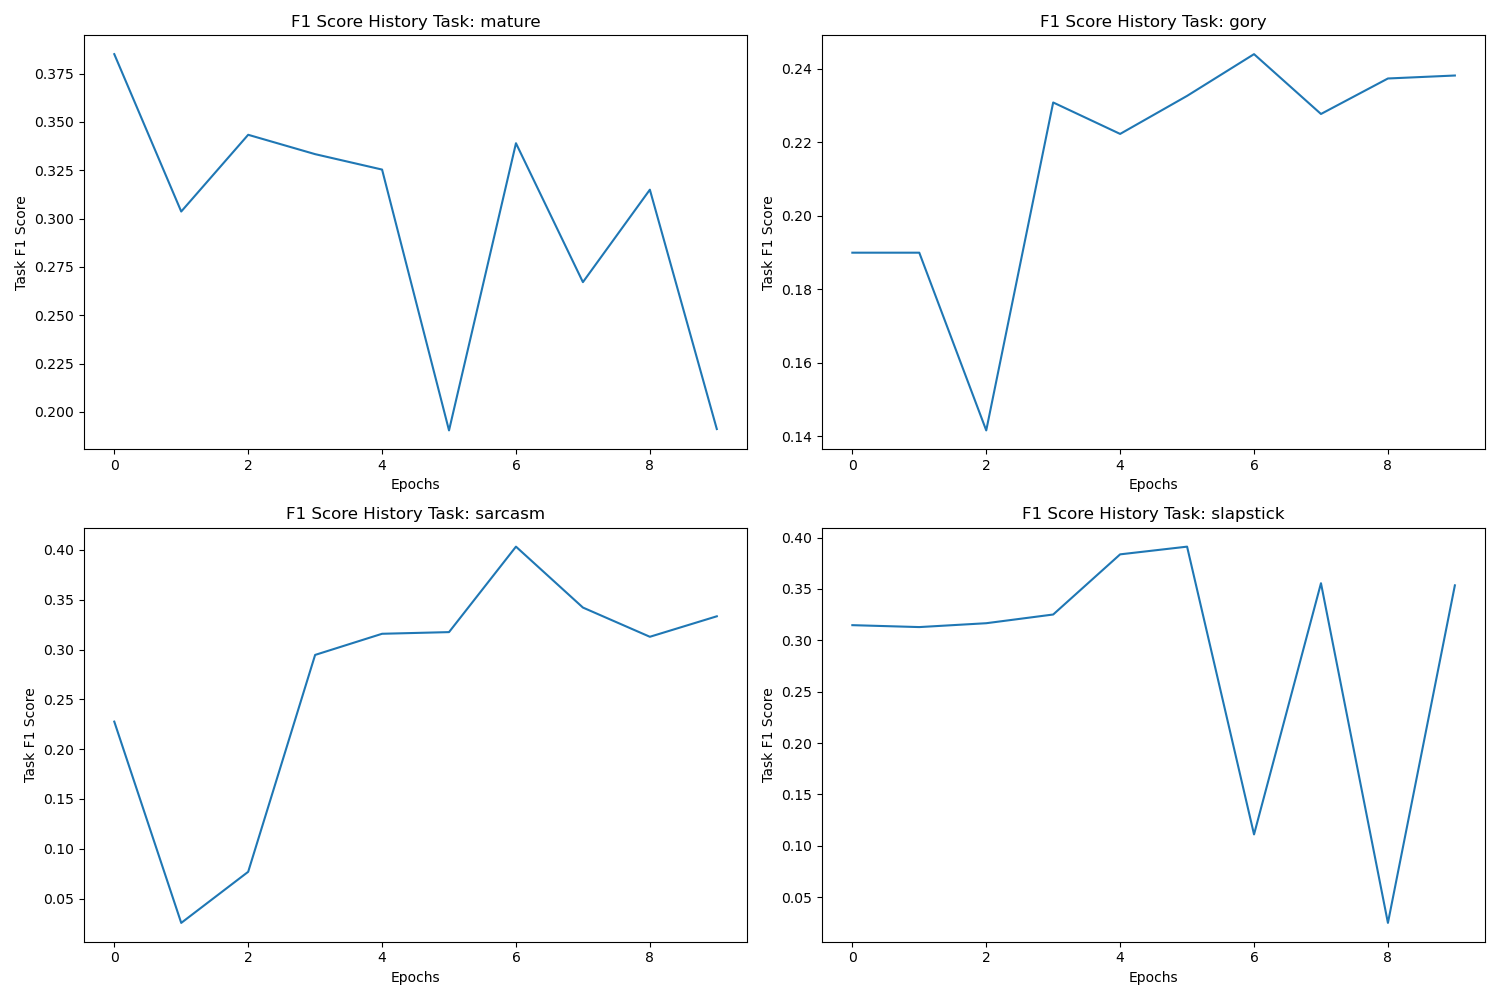 F1 Score History Task: mature
Task F1 Score
0.375
0.350
0.325
0.300
0.275
0.250
0.225
0.200
0 2 4 6 8
Epochs
F1 Score History Task: gory
Task F1 Score
0.24
0.22
0.20
0.18
0.16
0.14
0 2 4 6 8
Epochs
F1 Score History Task: sarcasm
Task F1 Score
0.40
0.35
0.30
0.25
0.20
0.15
0.10
0.05
0 2 4 6 8
Epochs
F1 Score History Task: slapstick
Task F1 Score
0.40
0.35
0.30
0.25
0.20
0.15
0.10
0.05
0 2 4 6 8
Epochs